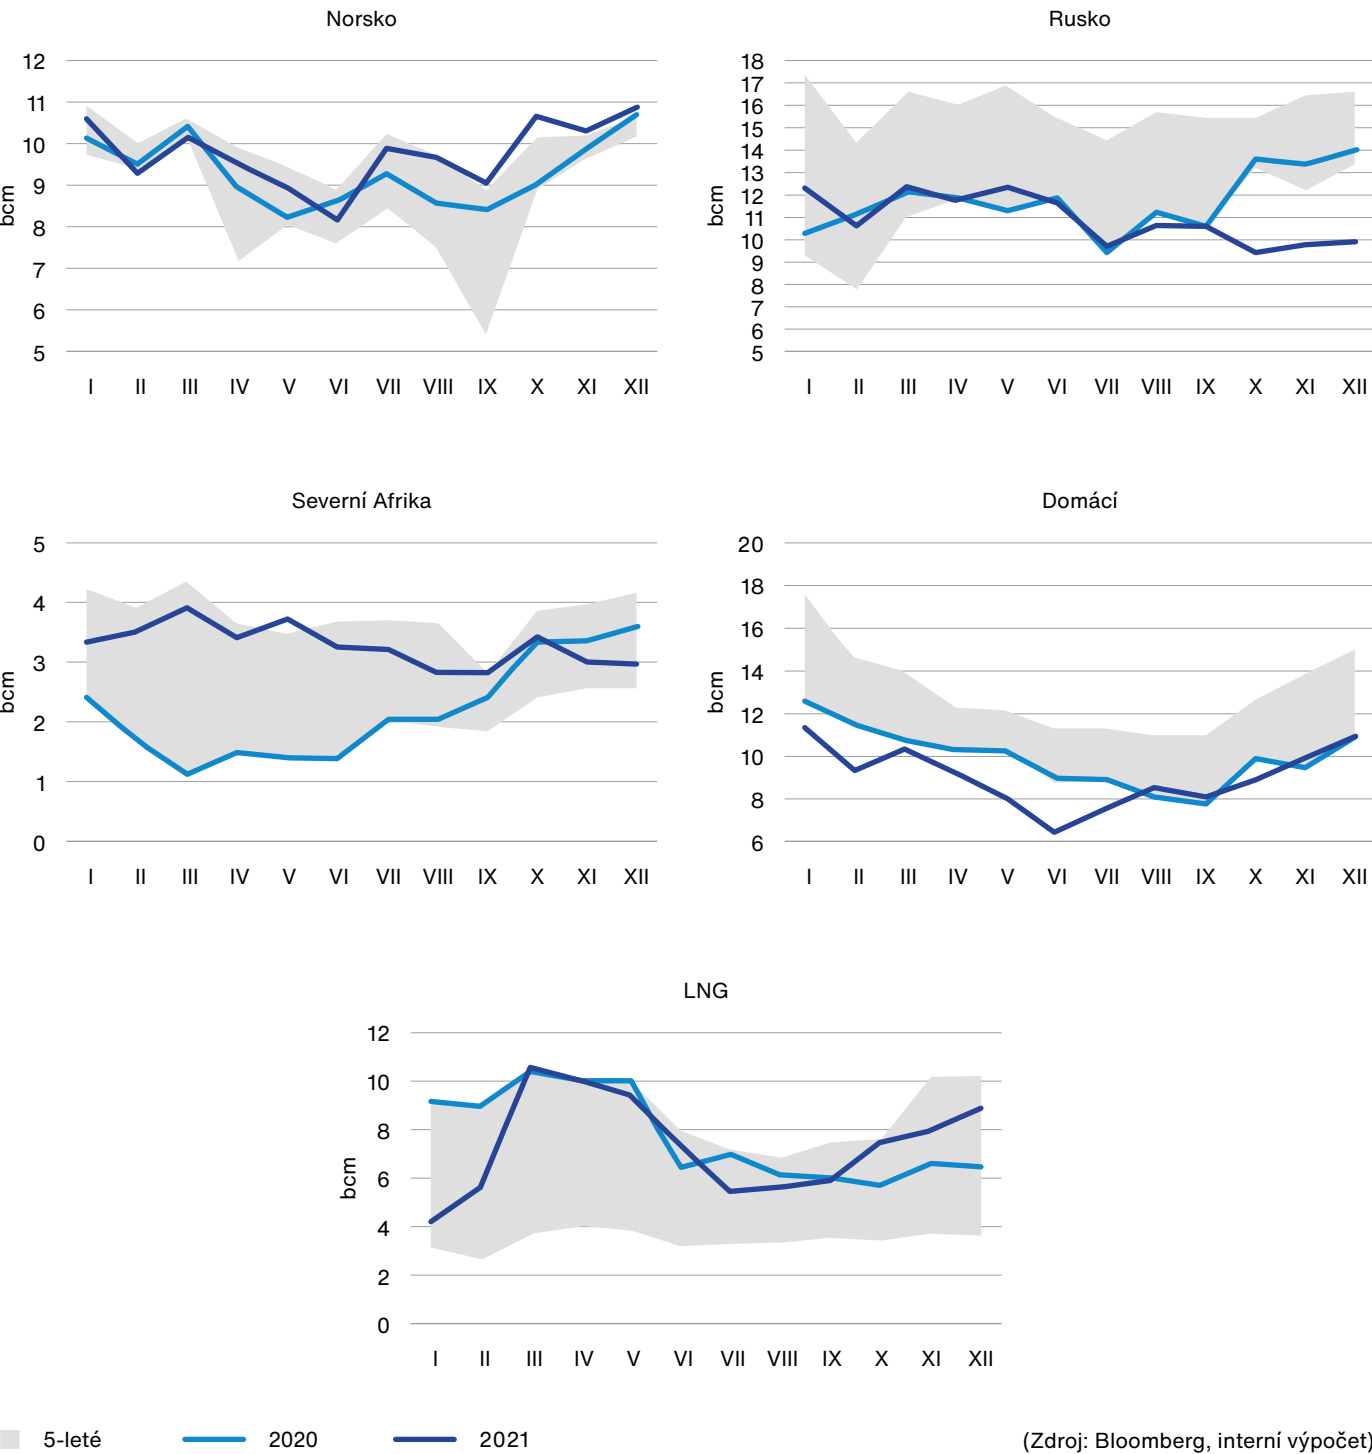 Norsko
12
11
10
9
8
7
6
5
bcm
I II III IV V VI VII VIII IX X XI XII
Rusko
18
17
16
15
14
13
12
11
10
9
8
7
6
5
bcm
I II III IV V VI VII VIII IX X XI XII
Severní Afrika
5
4
3
2
1
0
bcm
I II III IV V VI VII VIII IX X XI XII
Domácí
20
18
16
14
12
10
8
6
bcm
I II III IV V VI VII VIII IX X XI XII
LNG
12
10
8
6
4
2
0
bcm
I II III IV V VI VII VIII IX X XI XII
5-leté 2020 2021
(Zdroj: Bloomberg, interní výpočet)